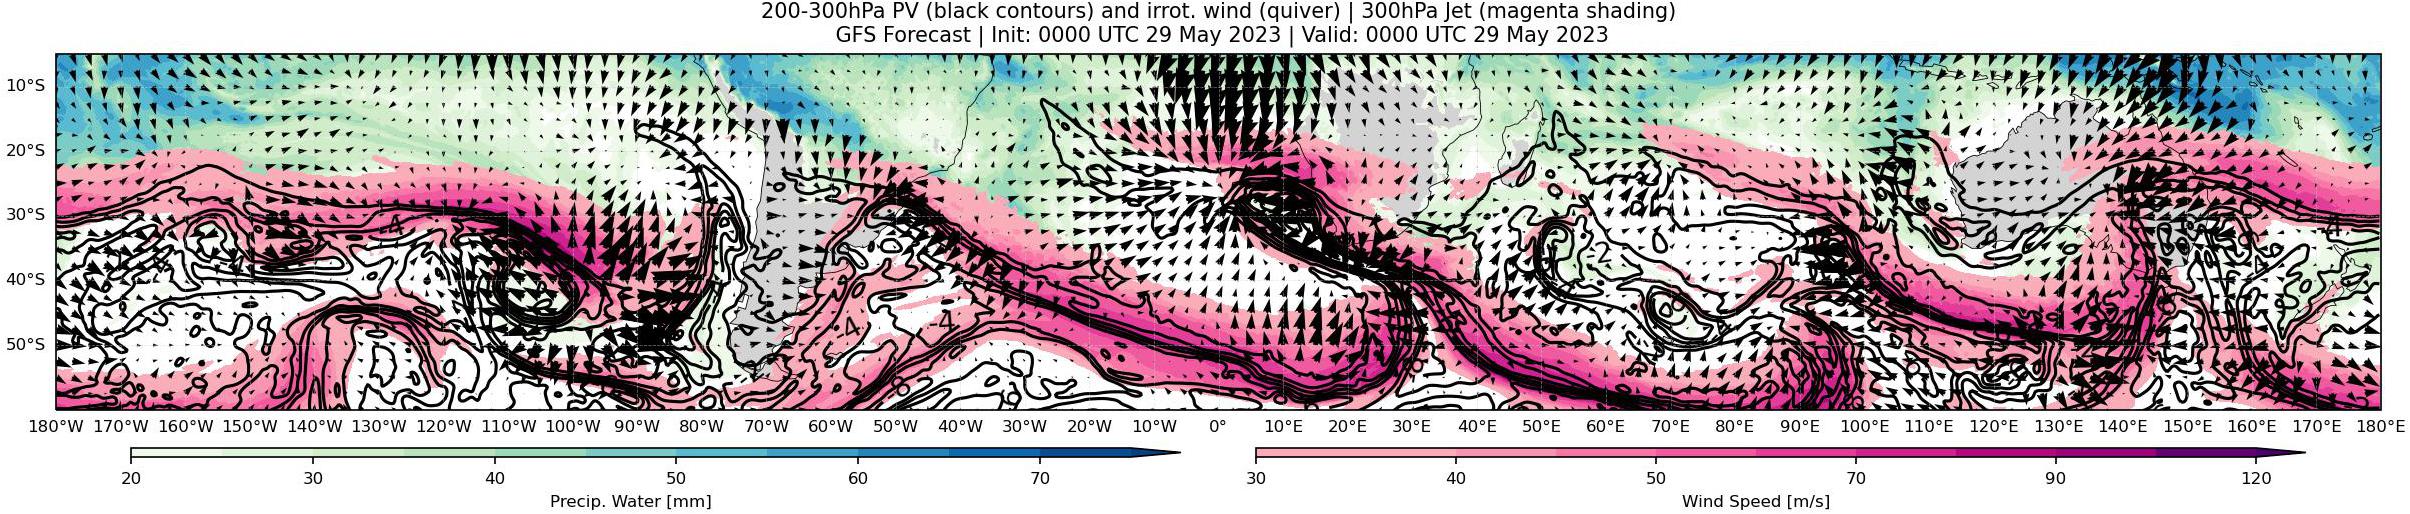 200-300hPa PV (black contours) and irrot. wind (quiver) | 300hPa Jet (magenta shading)
GFS Forecast | Init: 0000 UTC 29 May 2023 | Valid: 0000 UTC 29 May 2023
10°S
20°S
30°S
40°S
50°S
-4
-4
-4
-2
180°W 170°W 160°W 150°W 140°W 130°W 120°W 110°W 100°W 90°W 80°W 70°W 60°W 50°W 40°W 30°W 20°W 10°W 0° 10°E 20°E 30°E 40°E 50°E 60°E 70°E 80°E 90°E 100°E 110°E 120°E 130°E 140°E 150°E 160°E 170°E 180°E
20 30 40 50 60 70
Precip. Water [mm]
30 40 50 70 90 120
Wind Speed [m/s]